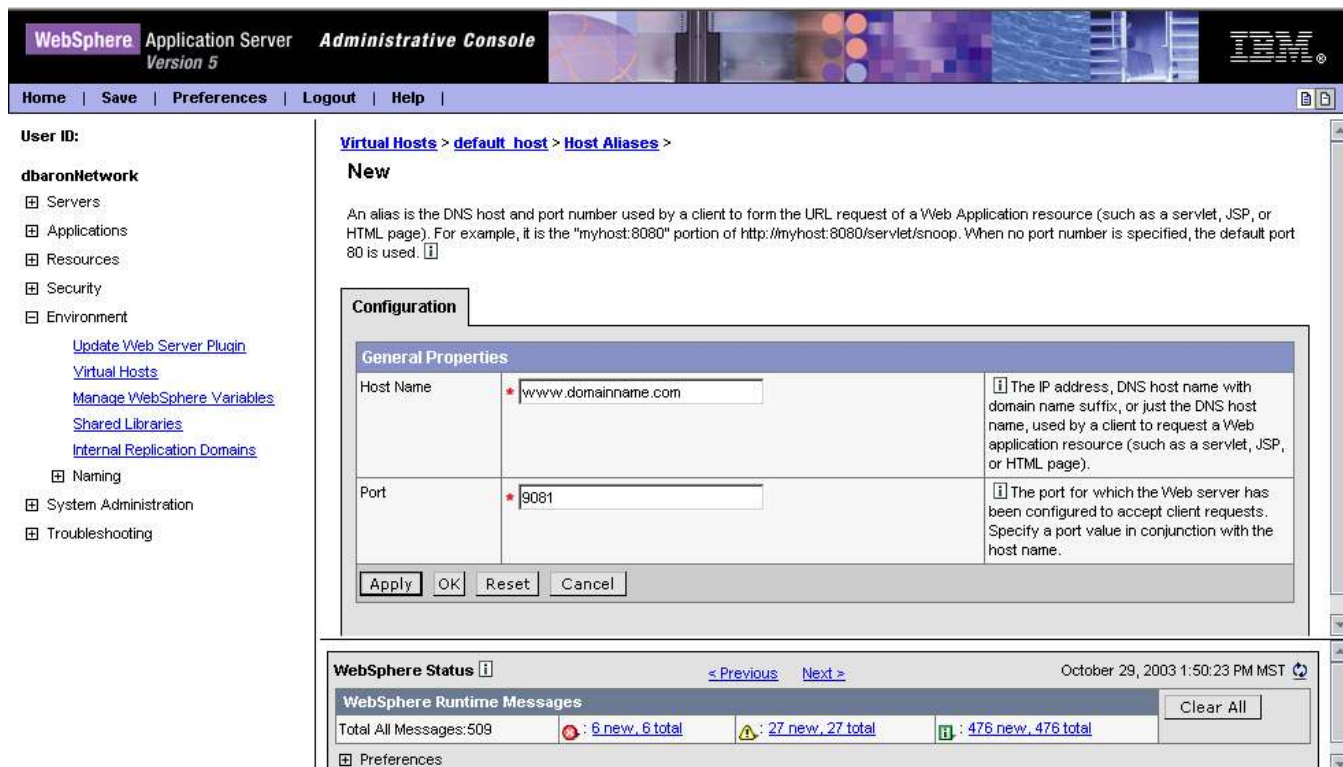 WebSphere Application Server Administrative Console
Version 5
IBM®
Home | Save | Preferences | Logout | Help |
User ID:
dbaronNetwork
Servers
Applications
Resources
Security
Environment
Update Web Server Plugin
Virtual Hosts
Manage WebSphere Variables
Shared Libraries
Internal Replication Domains
Naming
System Administration
Troubleshooting
Virtual Hosts > default_host > Host Aliases >
New
An alias is the DNS host and port number used by a client to form the URL request of a Web Application resource (such as a servlet, JSP, or
HTML page). For example, it is the "myhost:8080" portion of http://myhost:8080/servlet/snoop. When no port number is specified, the default port
80 is used. i
Configuration
General Properties
Host Name
* www.domainname.com
i The IP address, DNS host name with
domain name suffix, or just the DNS host
name, used by a client to request a Web
application resource (such as a servlet, JSP,
or HTML page).
Port
* 9081
i The port for which the Web server has
been configured to accept client requests.
Specify a port value in conjunction with the
host name.
Apply OK Reset Cancel
WebSphere Status i < Previous Next > October 29, 2003 1:50:23 PM MST
WebSphere Runtime Messages
Clear All
Total All Messages:509 : 6 new, 6 total : 27 new, 27 total : 476 new, 476 total
Preferences